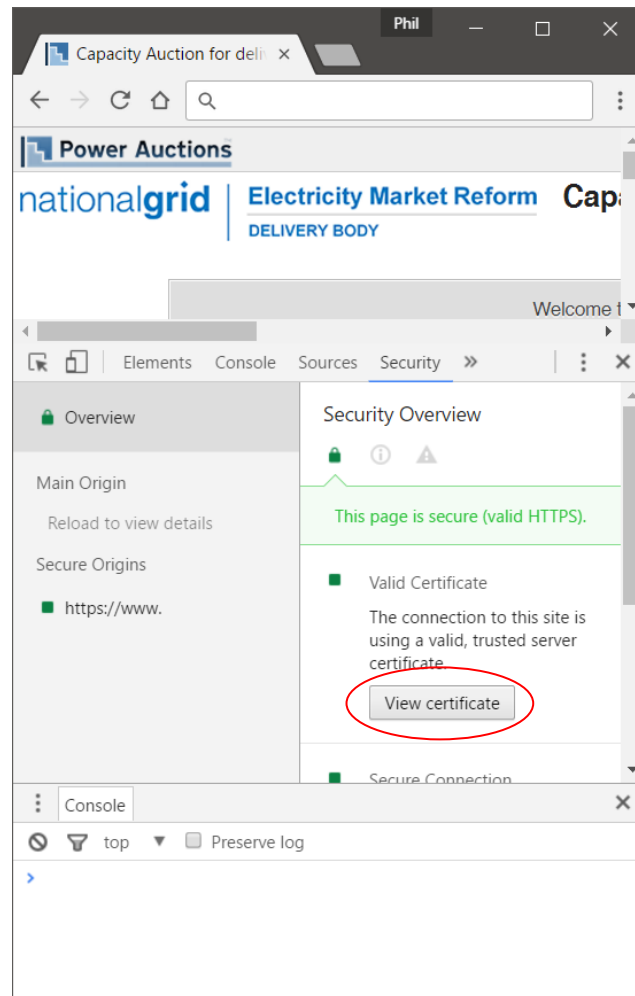 Phil
Capacity Auction for deli
Power Auctions
nationalgrid
Electricity Market Reform
DELIVERY BODY
Capa
Welcome t
Elements Console Sources Security »
Overview
Main Origin
Reload to view details
Secure Origins
https://www.
Security Overview
This page is secure (valid HTTPS).
Valid Certificate
The connection to this site is
using a valid, trusted server
certificate.
View certificate
Secure Connection
Console
top
Preserve log